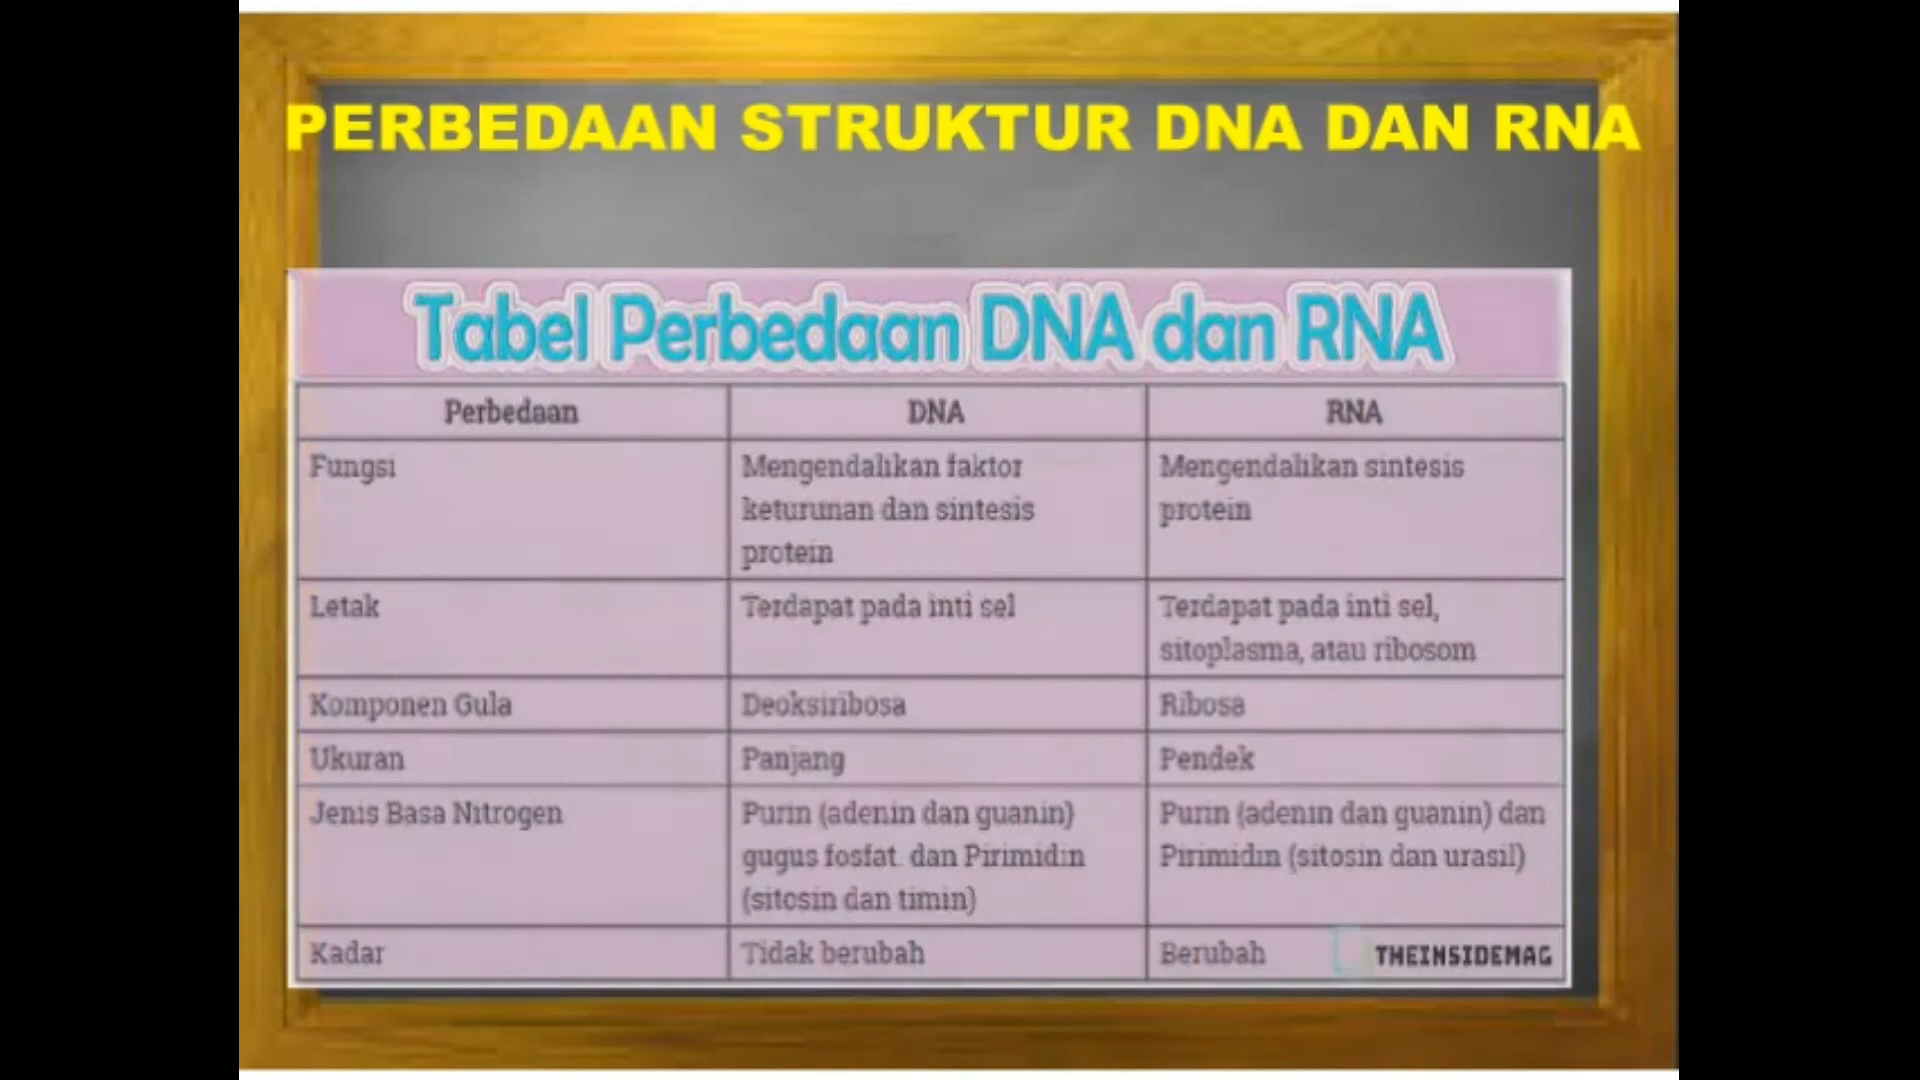 PERBEDAAN STRUKTUR DNA DAN RNA
Tabel Perbedaan DNA dan RNA
Perbedaan DNA RNA
Fungsi
Mengendalikan faktor
keturunan dan sintesis
protein
Mengendalikan sintesis
protein
Letak
Terdapat pada inti sel
Terdapat pada inti sel,
sitoplasma, atau ribosom
Komponen Gula
Deoksiribosa
Ribosa
Ukuran
Panjang
Pendek
Jenis Basa Nitrogen
Purin (adenin dan guanin)
gugus fosfat. dan Pirimidin
(sitosin dan timin)
Purin (adenin dan guanin) dan
Pirimidin (sitosin dan urasil)
Kadar
Tidak berubah
Berubah
THEINSIDEMAG